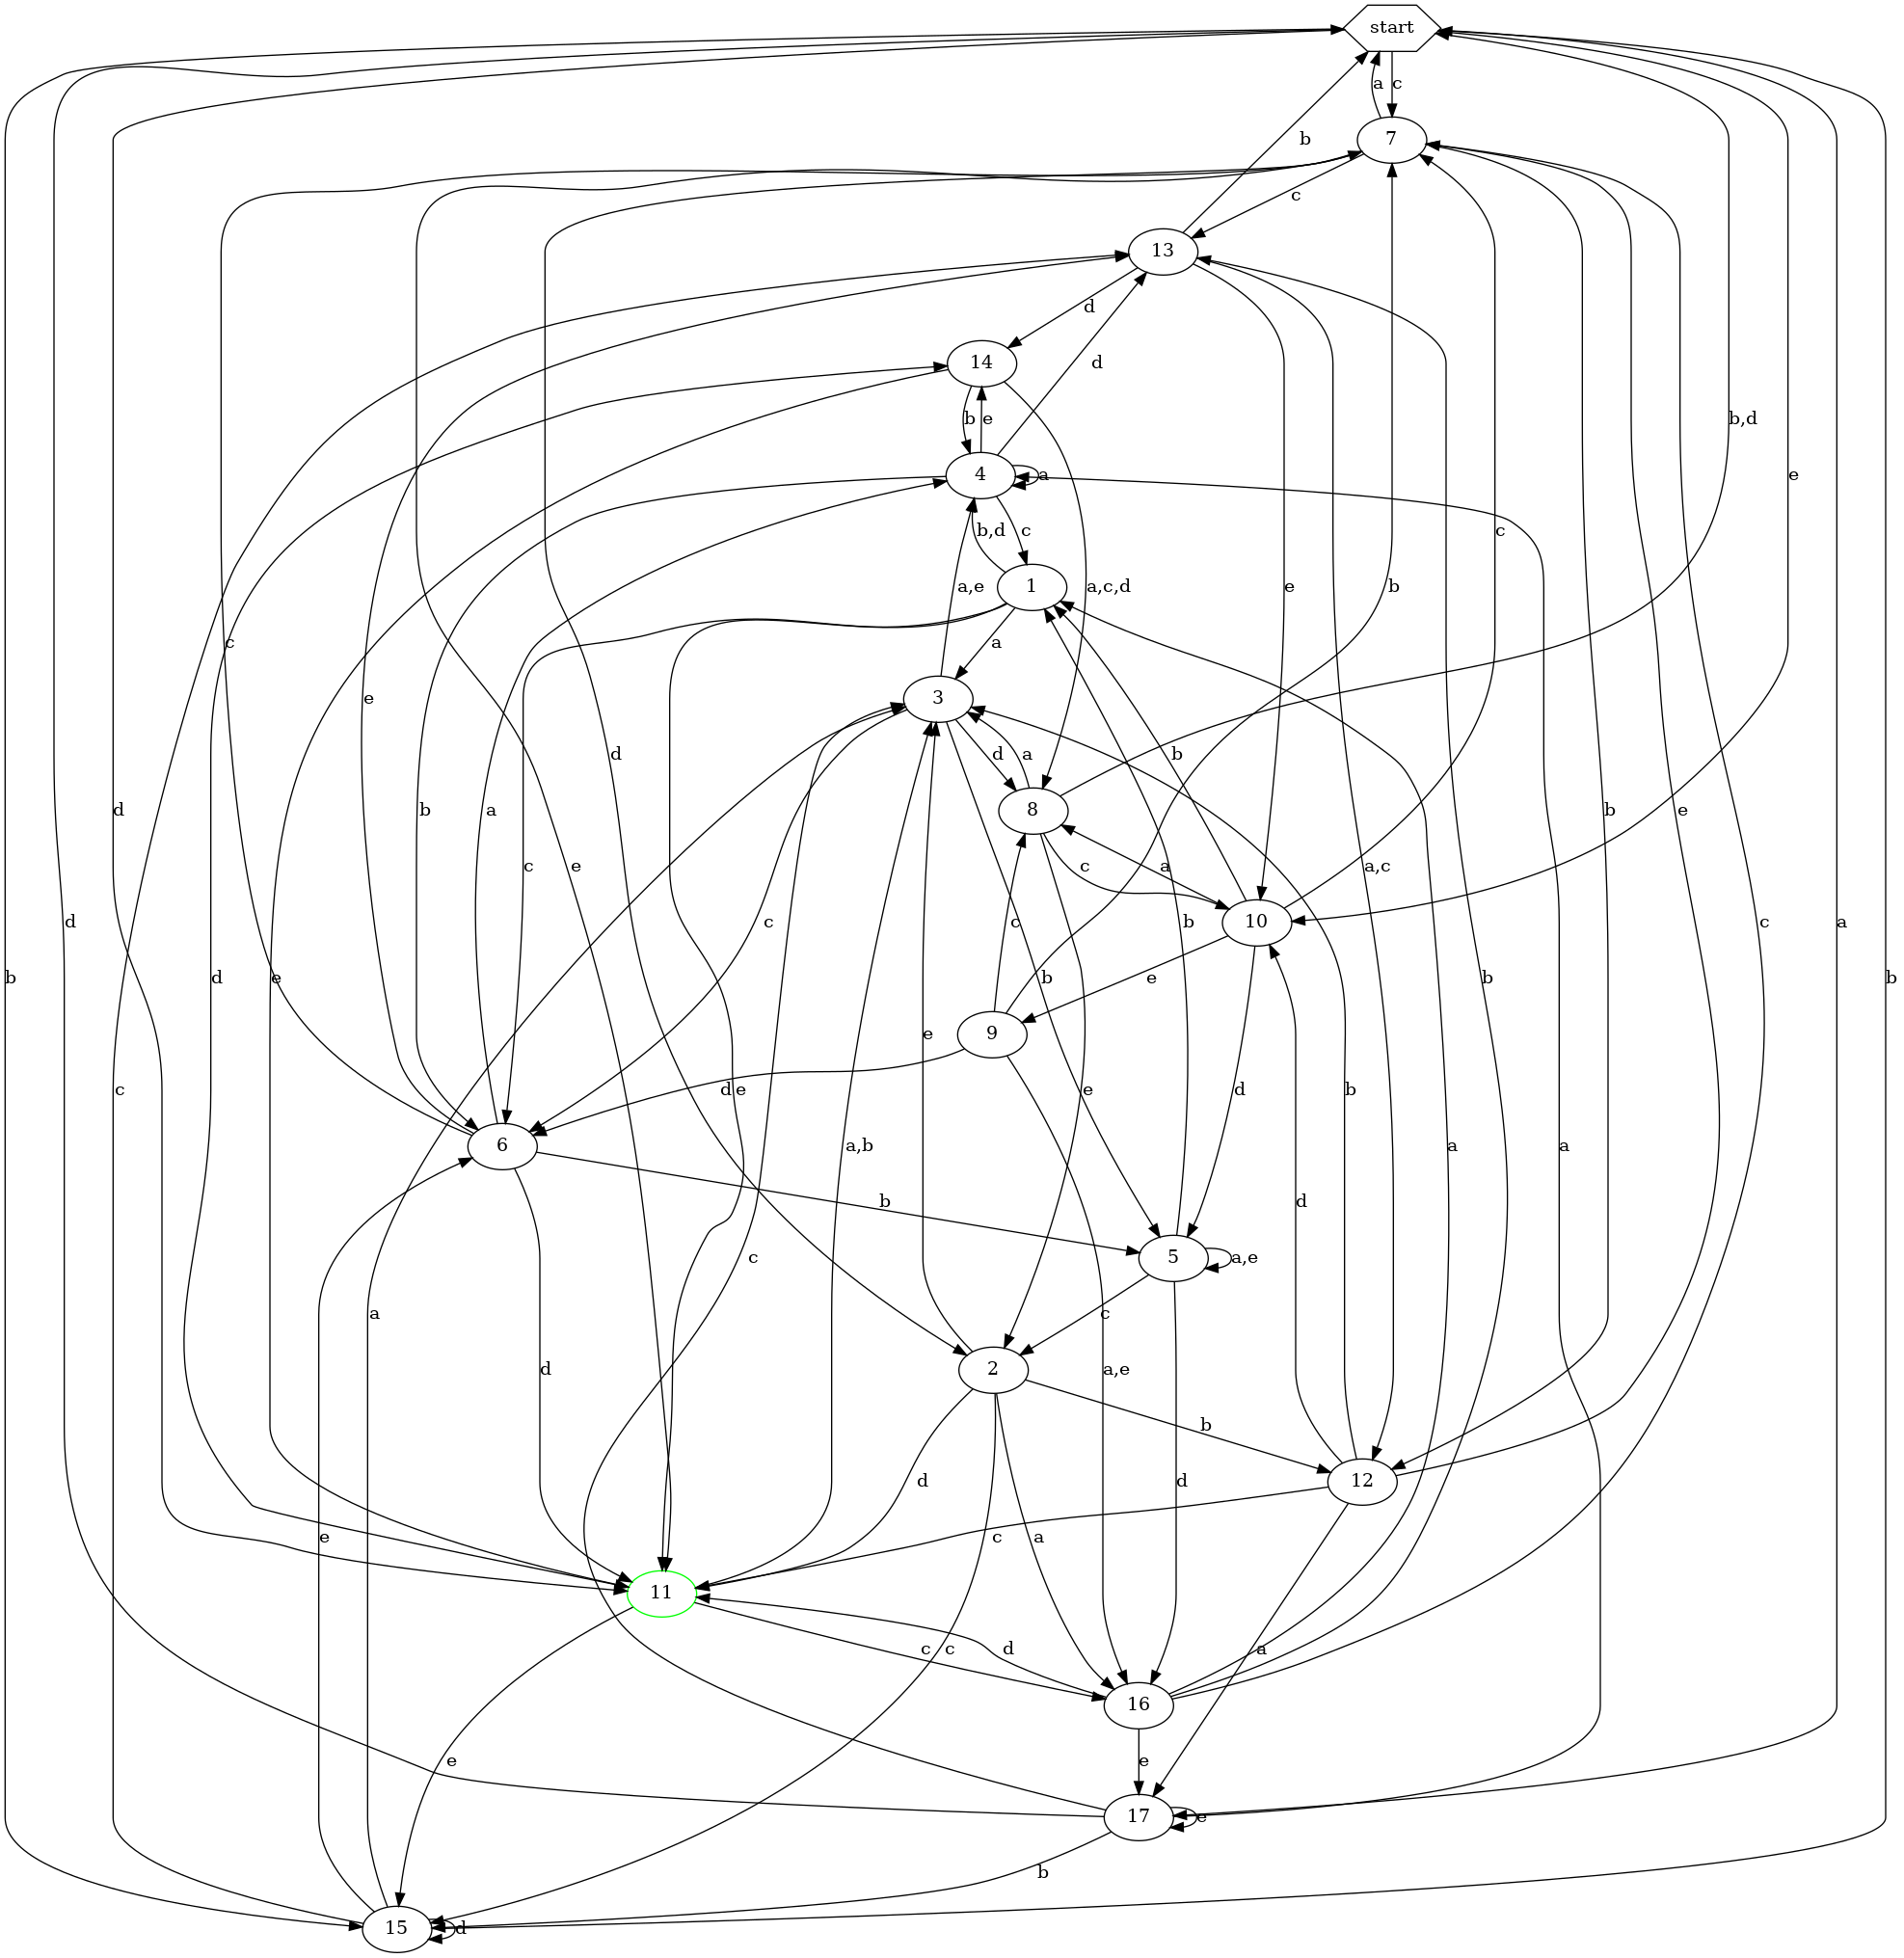 start
a c
7
b c
13
d
14
d
b e b,d
4 a
b,d c
1
c a
e c
a,e e
3
e d b
d a
8
b a c
c a
c
10
d c b e c a
b d e
9
b d e
a,b b
6
c d e e b a
b
5 a,e
c
a d c
2
a,e
b
d
12
e c a
d
11
c c d a
16
e e
17 e
b
15 d